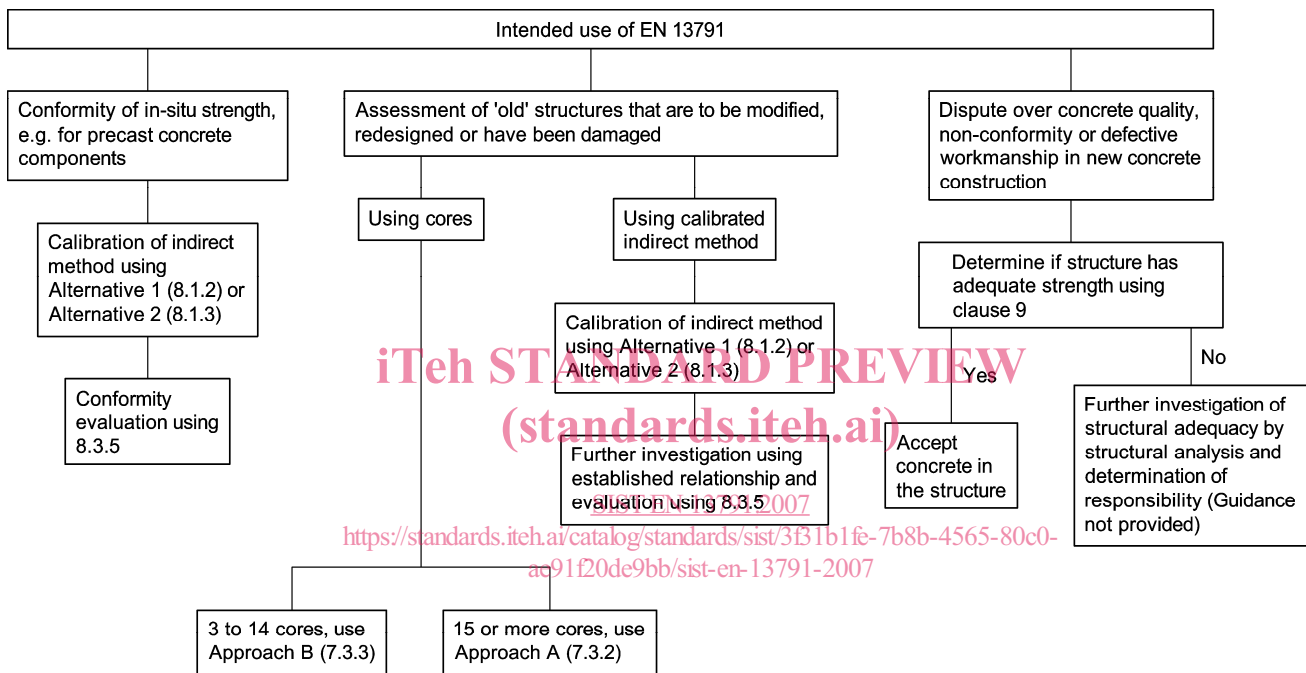 Intended use of EN 13791
Conformity of in-situ strength,
e.g. for precast concrete
components
Calibration of indirect
method using
Alternative 1 (8.1.2) or
Alternative 2 (8.1.3)
Conformity
evaluation using
8.3.5
Assessment of 'old' structures that are to be modified,
redesigned or have been damaged
Using cores
Using calibrated
indirect method
Calibration of indirect method
using Alternative 1 (8.1.2) or
Alternative 2 (8.1.3)
Further investigation using
established relationship and
evaluation using 8.3.5
3 to 14 cores, use
Approach B (7.3.3)
15 or more cores, use
Approach A (7.3.2)
Dispute over concrete quality,
non-conformity or defective
workmanship in new concrete
construction
Determine if structure has
adequate strength using
clause 9
Yes
No
Accept
concrete in
the structure
Further investigation of
structural adequacy by
structural analysis and
determination of
responsibility (Guidance
not provided)
iTeh STANDARD PREVIEW
(standards.iteh.ai)
SIST EN 13791:2007
https://standards.iteh.ai/catalog/standards/sist/3f31b1fe-7b8b-4565-80c0-
ae91f20de9bb/sist-en-13791-2007